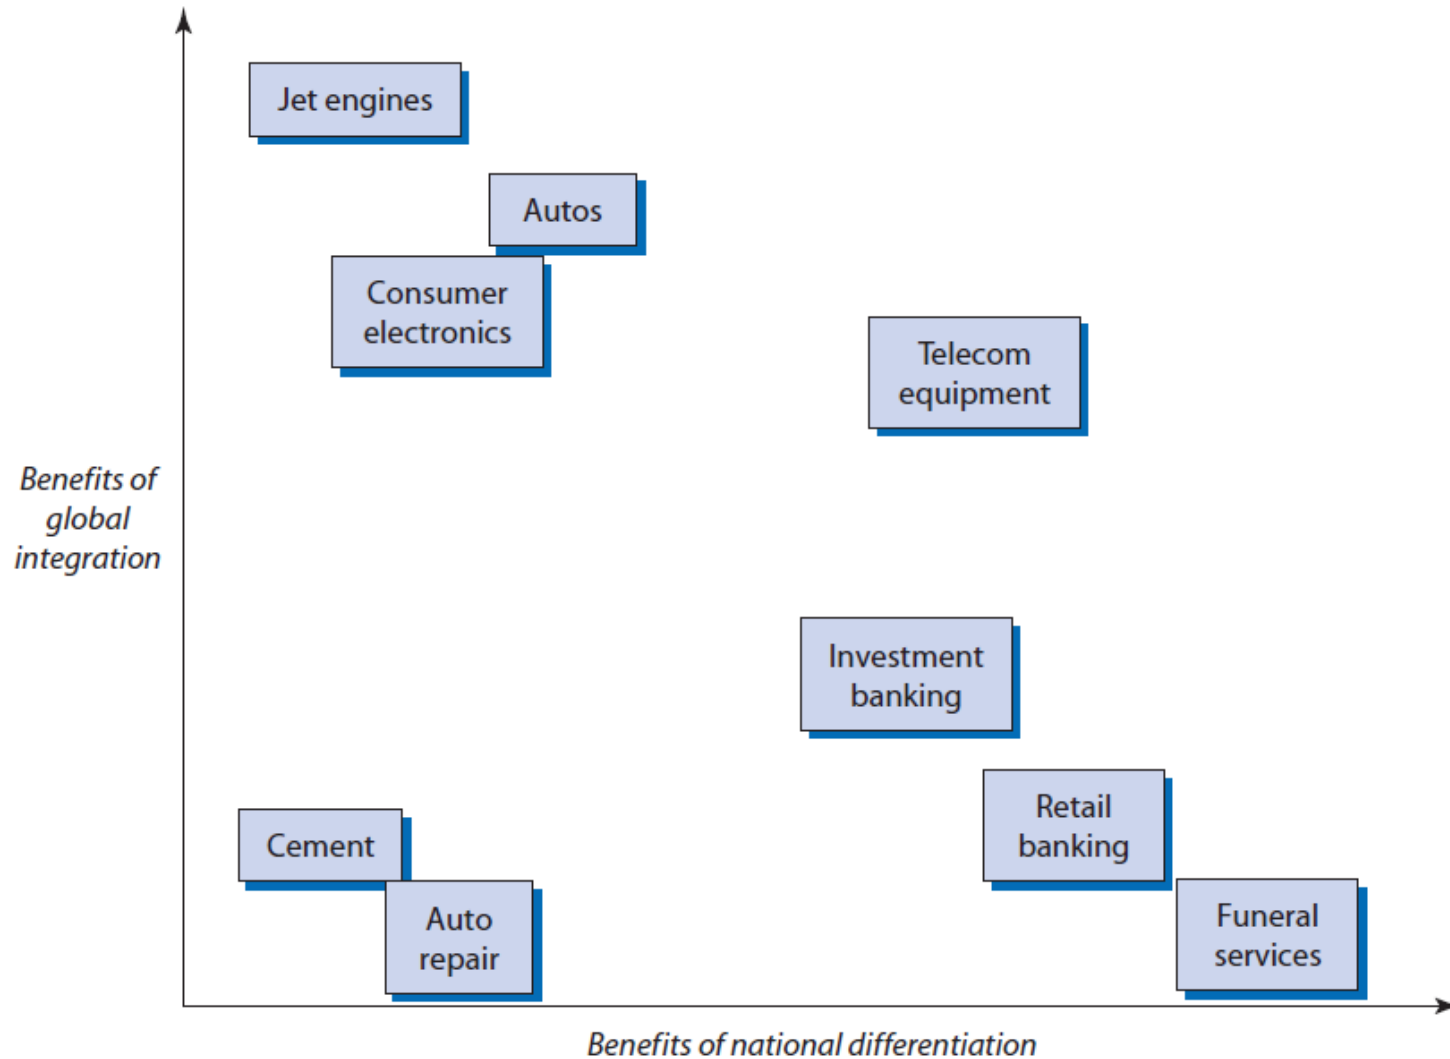 Jet engines
Autos
Consumer
electronics
Telecom
equipment
Benefits of
global
integration
Investment
banking
Retail
banking
Cement
Auto
repair
Funeral
services
Benefits of national differentiation